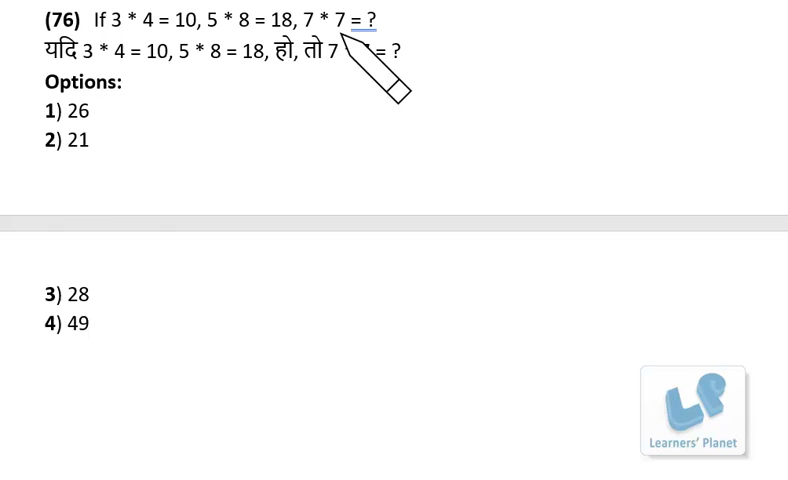 (76) If 3 * 4 = 10, 5 * 8 = 18, 7 * 7 = ?
यदि 3 * 4 = 10, 5 * 8 = 18, हो, तो 7 = ?
Options:
1) 26
2) 21
3) 28
4) 49
LP
Learners' Planet